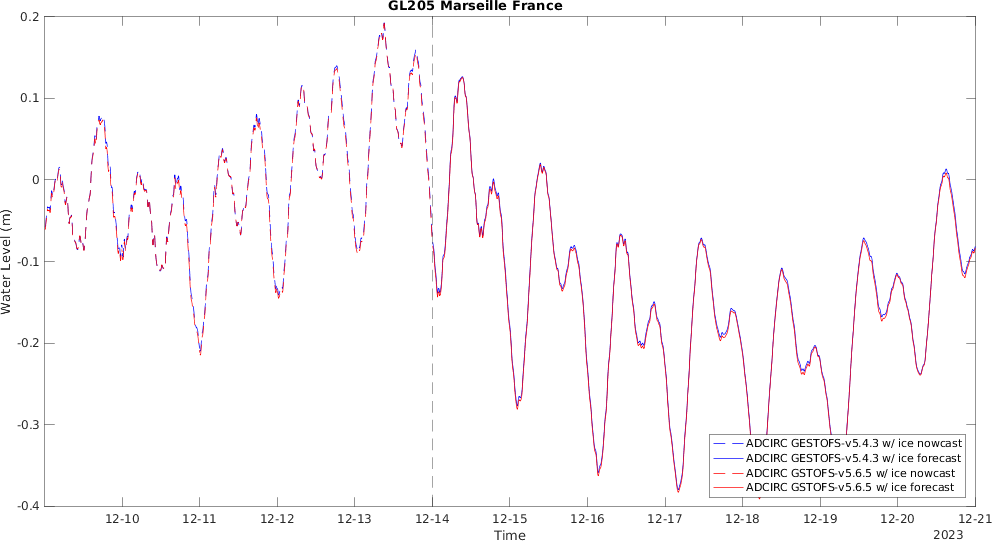 GL205 Marseille France
0.2
0.1
0
-0.1
-0.2
-0.3
-0.4
Water Level (m)
ADCIRC GESTOFS-v5.4.3 w/ ice nowcast
ADCIRC GESTOFS-v5.4.3 w/ ice forecast
ADCIRC GSTOFS-v5.6.5 w/ ice nowcast
ADCIRC GSTOFS-v5.6.5 w/ ice forecast
12-10 12-11 12-12 12-13 12-14 12-15 12-16 12-17 12-18 12-19 12-20 12-21
Time
2023